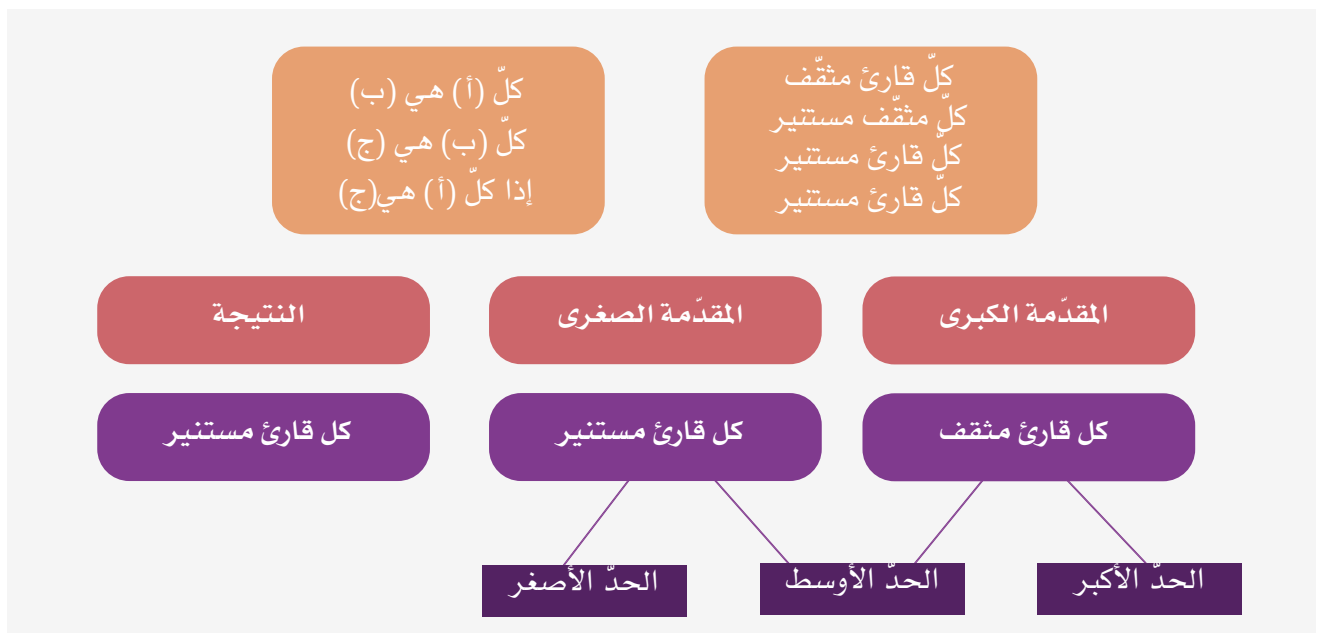 كلّ قارئ مثقّف
كلّ مثقّف مستنير
كلّ قارئ مستنير
كلّ قارئ مستنير
كلّ (أ) هي (ب)
كلّ (ب) هي (ج)
إذا كلّ (أ) هي(ج)
المقدّمة الكبرى
المقدّمة الصغرى
النتيجة
كل قارئ مثقف
كل قارئ مستنير
كل قارئ مستنير
الحدّ الأكبر
الحدّ الأوسط
الحدّ الأصغر